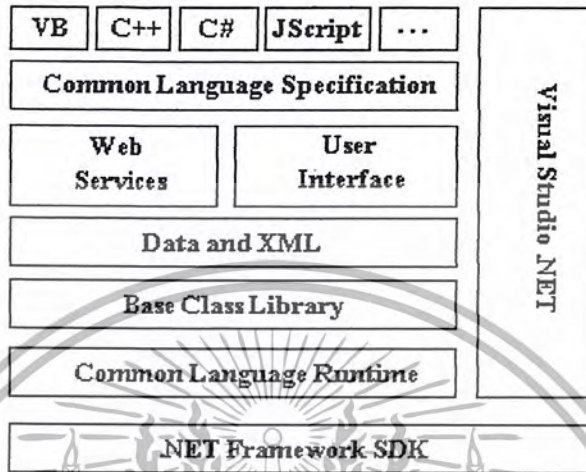 VB C++ C# JScript ...
Common Language Specification
Web Services
User Interface
Data and XML
Base Class Library
Common Language Runtime
.NET Framework SDK
Visual Studio .NET